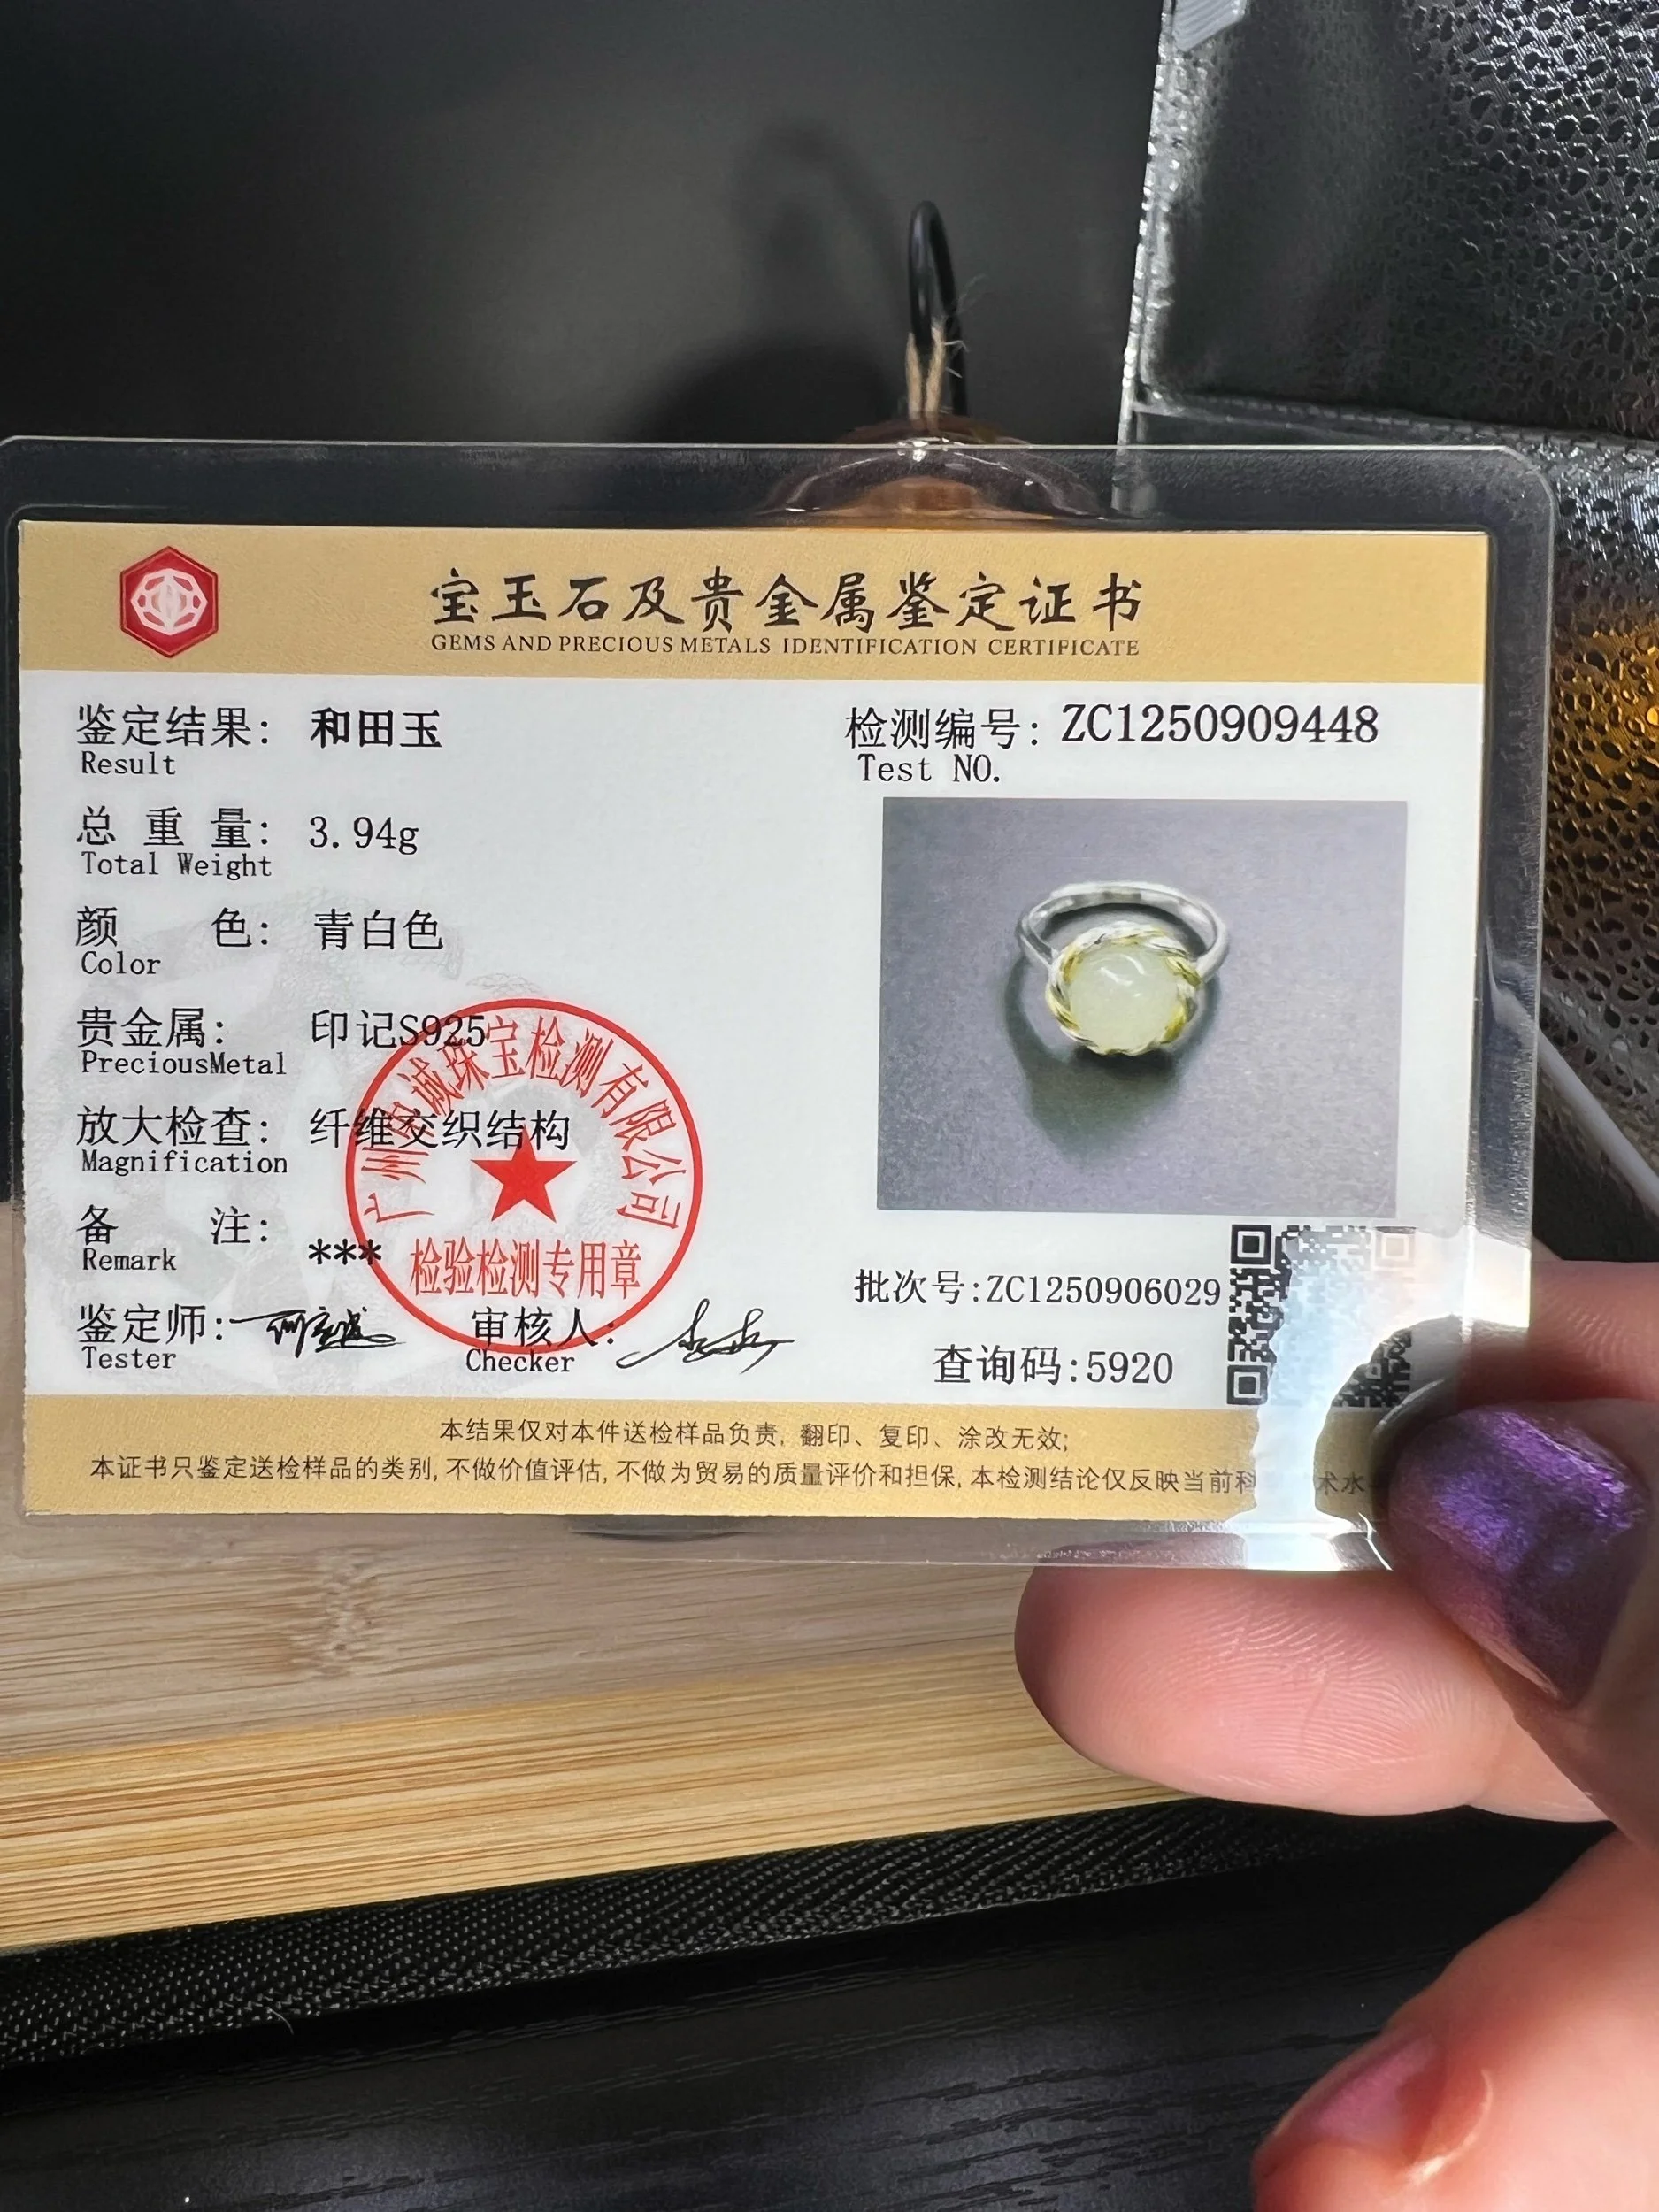 宝玉石及贵金属鉴定证书
GEMS AND PRECIOUS METALS IDENTIFICATION CERTIFICATE
鉴定结果: 和田玉
Result
总重量: 3.94g
Total Weight
颜色: 青白色
Color
贵金属: 印记S925
PreciousMetal
放大检查: 纤维交织结构
Magnification
备注: ***
Remark
鉴定师:
Tester
审核人:
Checker
广州 诚珠宝检测有限公司
检验检测专用章
检测编号: ZC1250909448
Test NO.
批次号:ZC1250906029
查询码:5920
本结果仅对本件送检样品负责, 翻印、复印、涂改无效;
本证书只鉴定送检样品的类别, 不做价值评估, 不做为贸易的质量评价和担保, 本检测结论仅反映当前科 术水